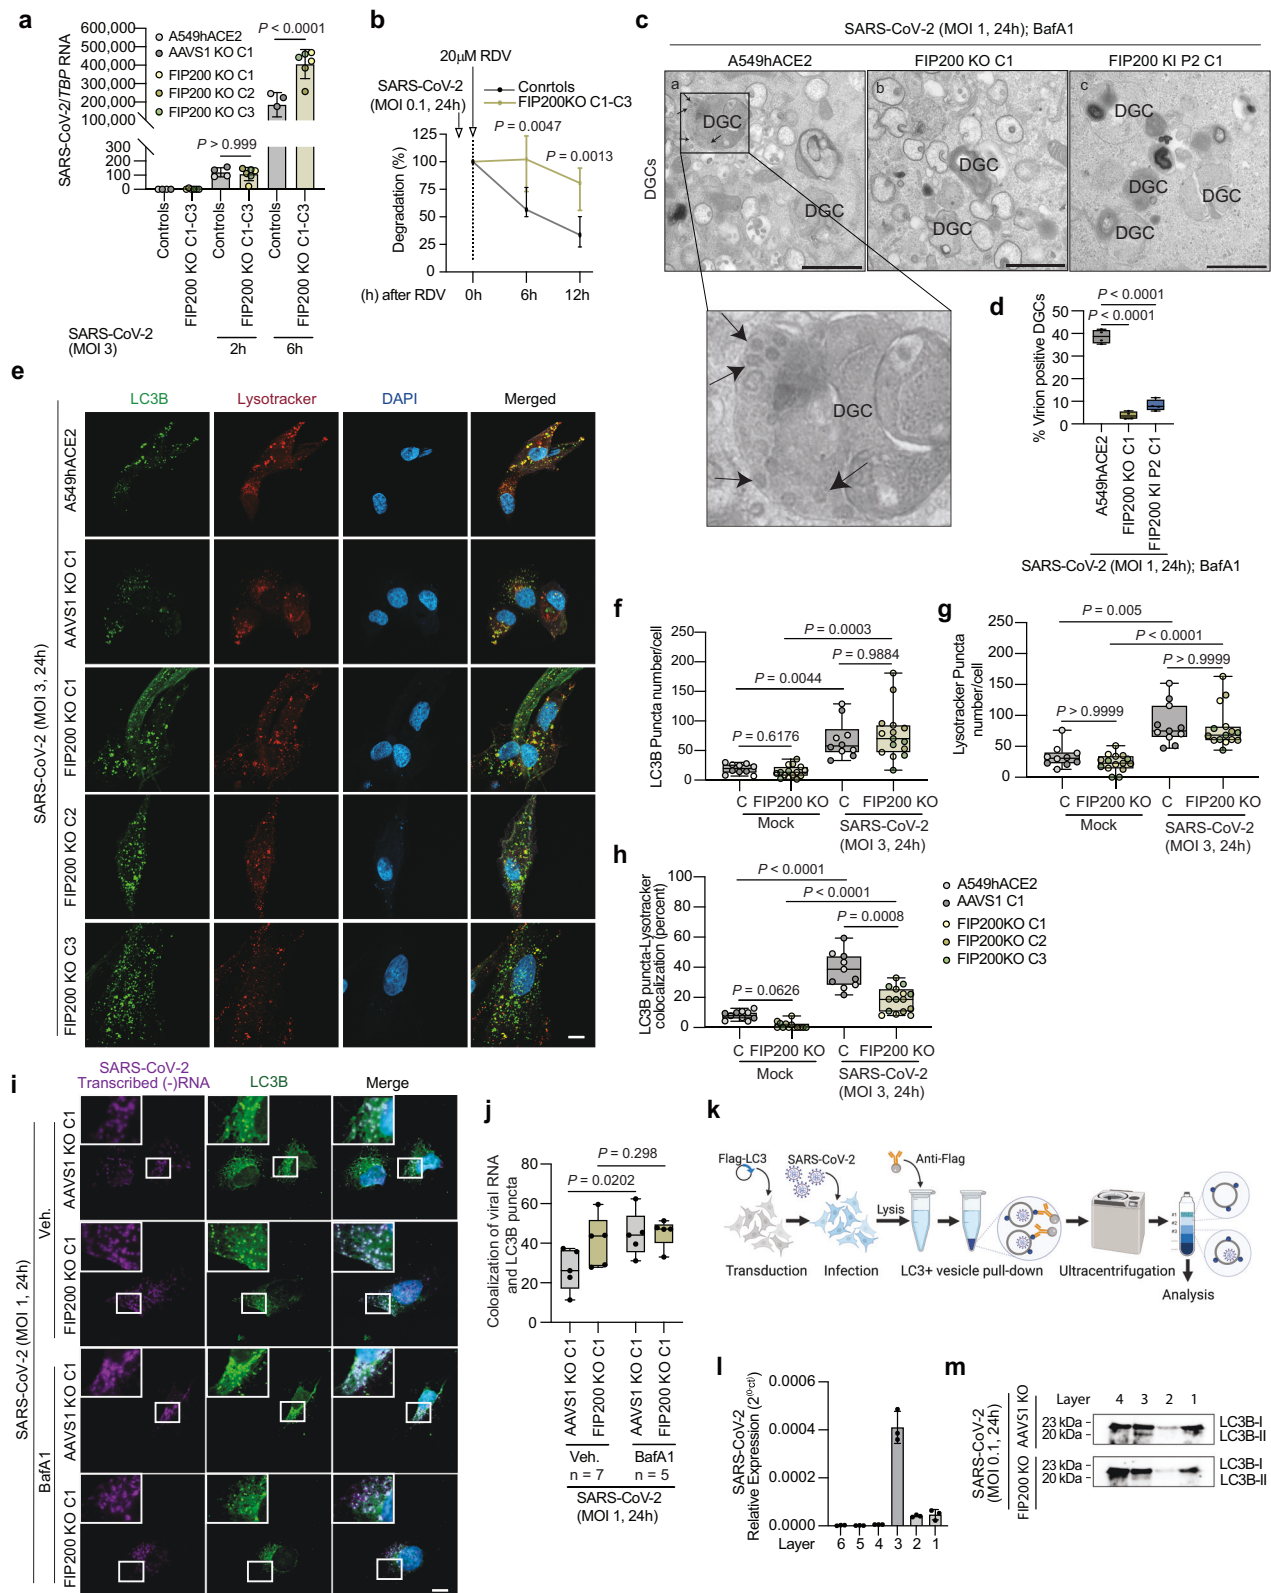 a
SARS-CoV-2/TBP RNA
600,000
500,000
400,000
300,000
200,000
100,000
300
200
100
0
A549hACE2
AAVS1 KO C1
FIP200 KO C1
FIP200 KO C2
FIP200 KO C3
P < 0.0001
P > 0.999
Controls
FIP200 KO C1-C3
Controls
FIP200 KO C1-C3
Controls
FIP200 KO C1-C3
SARS-CoV-2
(MOI 3)
2h
6h
b
20µM RDV
SARS-CoV-2
(MOI 0.1, 24h)
Conrtols
FIP200KO C1-C3
P = 0.0047
P = 0.0013
Degradation (%)
125
100
75
50
25
0
(h) after RDV
0h
6h
12h
c
SARS-CoV-2 (MOI 1, 24h); BafA1
A549hACE2
FIP200 KO C1
FIP200 KI P2 C1
DGCs
a
DGC
DGC
b
DGC
DGC
c
DGC
DGC
DGC
DGC
DGC
d
% Virion positive DGCs
50
40
30
20
10
0
P < 0.0001
P < 0.0001
A549hACE2
FIP200 KO C1
FIP200 KI P2 C1
SARS-CoV-2 (MOI 1, 24h); BafA1
e
LC3B
Lysotracker
DAPI
Merged
SARS-CoV-2 (MOI 3, 24h)
A549hACE2
AAVS1 KO C1
FIP200 KO C1
FIP200 KO C2
FIP200 KO C3
f
LC3B Puncta number/cell
250
200
150
100
50
0
P = 0.0003
P = 0.9884
P = 0.0044
P = 0.6176
C
FIP200 KO
C
FIP200 KO
Mock
SARS-CoV-2
(MOI 3, 24h)
g
Lysotracker Puncta
number/cell
250
200
150
100
50
0
P = 0.005
P < 0.0001
P > 0.9999
P > 0.9999
C
FIP200 KO
C
FIP200 KO
Mock
SARS-CoV-2
(MOI 3, 24h)
h
LC3B puncta-Lysotracker
colocalization (percent)
100
80
60
40
20
0
P < 0.0001
P < 0.0001
P = 0.0008
P = 0.0626
C
FIP200 KO
C
FIP200 KO
Mock
SARS-CoV-2
(MOI 3, 24h)
A549hACE2
AAVS1 C1
FIP200KO C1
FIP200KO C2
FIP200KO C3
i
SARS-CoV-2
Transcribed (-)RNA
LC3B
Merge
SARS-CoV-2 (MOI 1, 24h)
Veh.
BafA1
AAVS1 KO C1
FIP200 KO C1
AAVS1 KO C1
FIP200 KO C1
j
Coloalization of viral RNA
and LC3B puncta
80
60
40
20
0
P = 0.298
P = 0.0202
AAVS1 KO C1
FIP200 KO C1
AAVS1 KO C1
FIP200 KO C1
Veh.
BafA1
n = 7
n = 5
SARS-CoV-2
(MOI 1, 24h)
k
Flag-LC3
SARS-CoV-2
Anti-Flag
Lysis
#1
#2
#3
Transduction
Infection
LC3+ vesicle pull-down
Ultracentrifugation
Analysis
l
SARS-CoV-2
Relative Expression (2^(0-ct))
0.0006
0.0004
0.0002
0.0000
Layer
6
5
4
3
2
1
m
SARS-CoV-2
(MOI 0.1, 24h)
FIP200 KO
AAVS1 KO
Layer
4
3
2
1
23 kDa
20 kDa
LC3B-I
LC3B-II
23 kDa
20 kDa
LC3B-I
LC3B-II